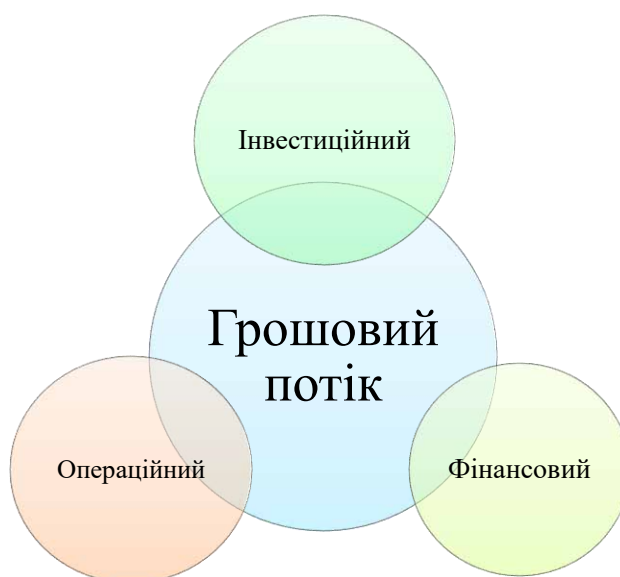 Інвестиційний
Грошовий
потік
Операційний
Фінансовий